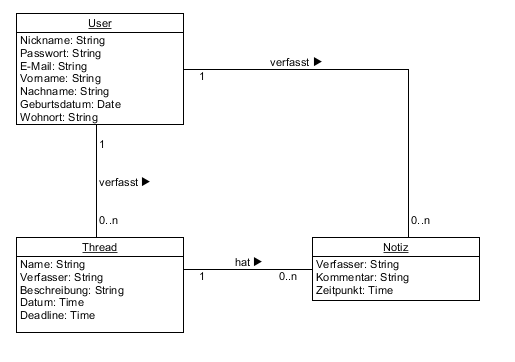 User
Nickname: String
Passwort: String
E-Mail: String
Vorname: String
Nachname: String
Geburtsdatum: Date
Wohnort: String
verfasst ▶
1
1
verfasst ▶
0..n
0..n
Thread
Name: String
Verfasser: String
Beschreibung: String
Datum: Time
Deadline: Time
hat ▶
1
0..n
Notiz
Verfasser: String
Kommentar: String
Zeitpunkt: Time